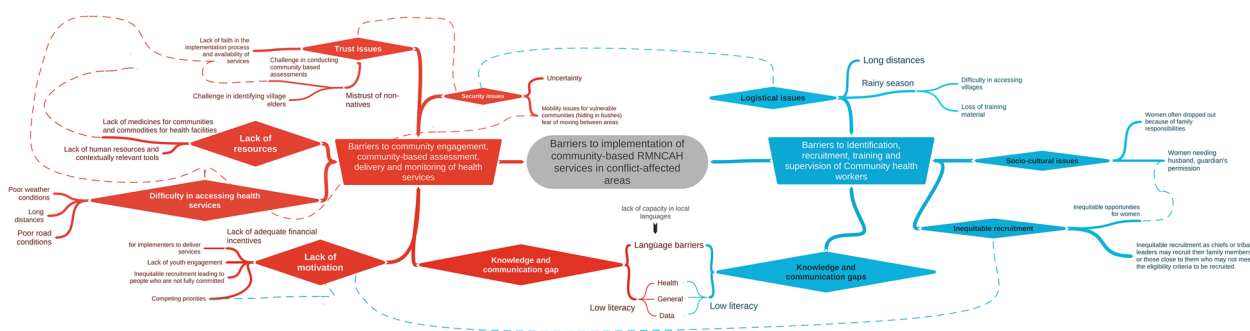 Barriers to implementation of
community-based RMNCAH
services in conflict-affected
areas
Barriers to community engagement,
community-based assessment,
delivery and monitoring of health
services
Trust issues
Lack of faith in the
implementation process
and availability of
services
Challenge in conducting
community based
assessments
Challenge in identifying village
elders
Mistrust of non-
natives
Security issues
Uncertainty
Mobility issues for vulnerable
communities (hiding in bushes)
fear of moving between areas
Lack of
resources
Lack of medicines for communities
and commodities for health facilities
Lack of human resources and
contextually relevant tools
Difficulty in accessing health
services
Poor weather
conditions
Long
distances
Poor road
conditions
Lack of
motivation
Lack of adequate financial
incentives
for implementers to deliver
services
Lack of youth engagement
Inequitable recruitment leading to
people who are not fully committed
Competing priorities
Knowledge and
communication gap
lack of capacity in local
languages
Language barriers
Low literacy
Health
General
Data
Low literacy
Knowledge and
communication gaps
Barriers to Identification,
recruitment, training and
supervision of Community health
workers
Logistical issues
Long distances
Rainy season
Difficulty in accessing
villages
Loss of training
material
Socio-cultural issues
Women often dropped out
because of family
responsibilities
Women needing
husband, guardian's
permission
Inequitable recruitment
Inequitable opportunities
for women
Inequitable recruitment as chiefs or tribal
leaders may recruit their family members
or those close to them who may not meet
the eligibility criteria to be recruited